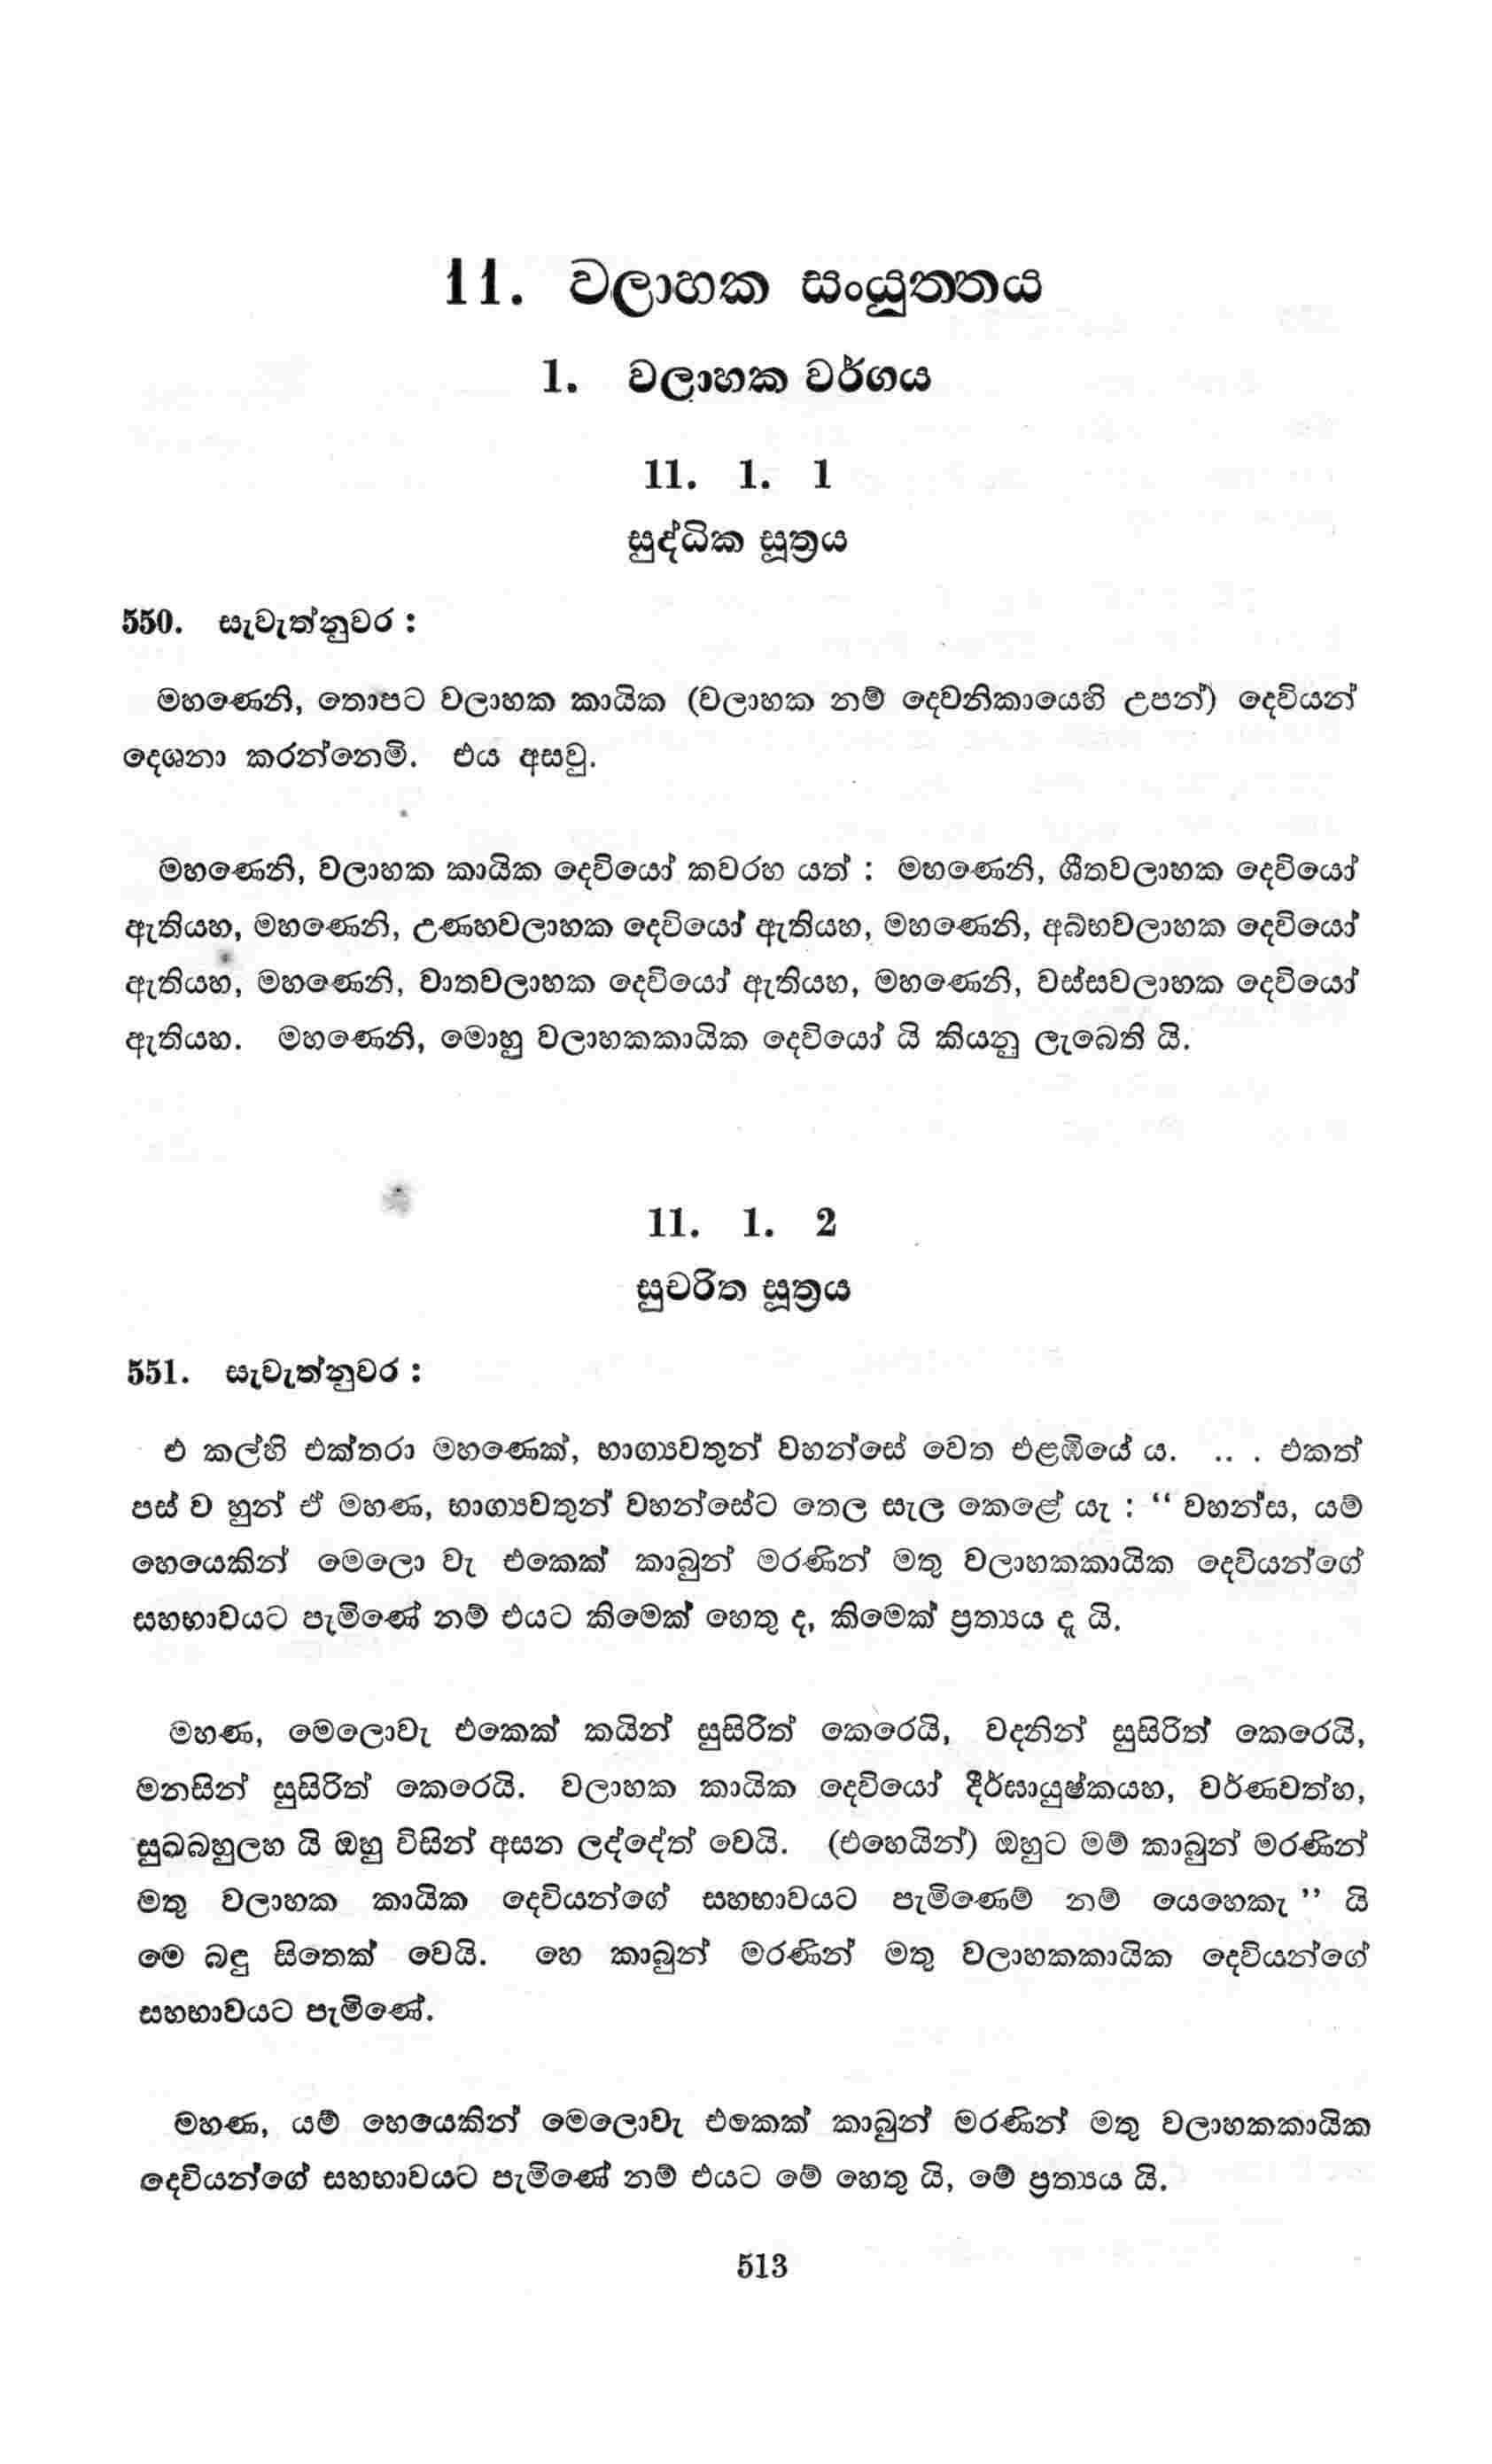 11. වලාහක සංයුත්තය
1. වලාහක වර්ගය
11. 1. 1
සුද්ධික සූත්‍රය
550. සැවැත්නුවර :
මහණෙනි, තොපට වලාහක කායික (වලාහක නම් දෙව්නිකායෙහි උපන්) දෙවියන්
දෙශනා කරන්නෙමි. එය අසවු.
මහණෙනි, වලාහක කායික දෙවියෝ කවරහ යත් : මහණෙනි, ශීතවලාහක දෙවියෝ
ඇතියහ, මහණෙනි, උණහවලාහක දෙවියෝ ඇතියහ, මහණෙනි, අබ්භවලාහක දෙවියෝ
ඇතියහ, මහණෙනි, වාතවලාහක දෙවියෝ ඇතියහ, මහණෙනි, වස්සවලාහක දෙවියෝ
ඇතියහ. මහණෙනි, මොහු වලාහකකායික දෙවියෝ යි කියනු ලැබෙති යි.
11. 1. 2
සුචරිත සූත්‍රය
551. සැවැත්නුවර :
එ කල්හි එක්තරා මහණෙක්, භාග්‍යවතුන් වහන්සේ වෙත එළඹියේ ය. .. . එකත්
පස් ව හුන් ඒ මහණ, භාග්‍යවතුන් වහන්සේට තෙල සැල කෙළේ යැ : “ වහන්ස, යම්
හෙයෙකින් මෙලො වැ එකෙක් කාබුන් මරණින් මතු වලාහකකායික දෙවියන්ගේ
සහභාවයට පැමිණේ නම් එයට කිමෙක් හෙතු ද, කිමෙක් ප්‍රත්‍යය දැ යි.
මහණ, මෙලොවැ එකෙක් කයින් සුසිරිත් කෙරෙයි, වදනින් සුසිරිත් කෙරෙයි,
මනසින් සුසිරිත් කෙරෙයි. වලාහක කායික දෙවියෝ දීර්ඝායුෂ්කයහ, වර්ණවත්හ,
සුඛබහුලහ යි ඔහු විසින් අසන ලද්දේත් වෙයි. (එහෙයින්) ඔහුට මම් කාබුන් මරණින්
මතු වලාහක කායික දෙවියන්ගේ සහභාවයට පැමිණෙම් නම් යෙහෙකැ ” යි
මෙ බඳු සිතෙක් වෙයි. හෙ කාබුන් මරණින් මතු වලාහකකායික දෙවියන්ගේ
සහභාවයට පැමිණේ.
මහණ, යම් හෙයෙකින් මෙලොවැ එකෙක් කාබුන් මරණින් මතු වලාහකකායික
දෙවියන්ගේ සහභාවයට පැමිණේ නම් එයට මේ හෙතු යි, මේ ප්‍රත්‍යය යි.
513